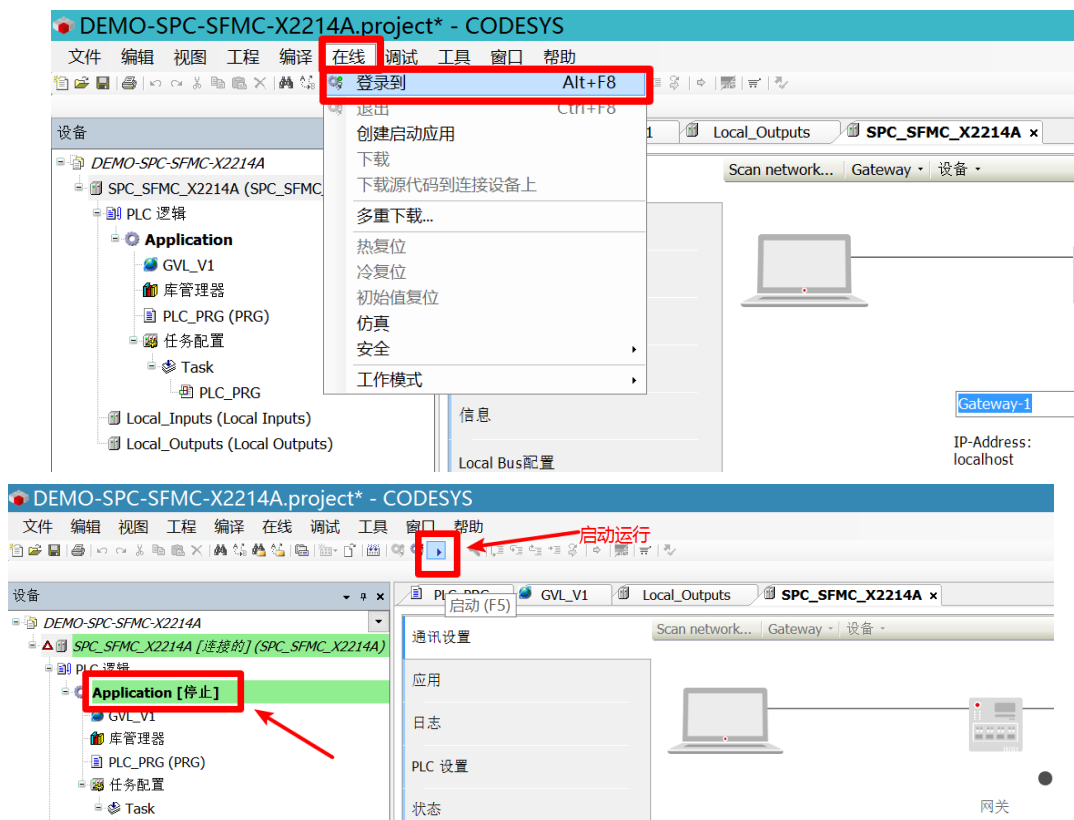 DEMO-SPC-SFMC-X2214A.project* - CODESYS
文件 编辑 视图 工程 编译 在线 调试 工具 窗口 帮助
登录到 Alt+F8
退出 Ctrl+F8
设备
创建启动应用
1 Local_Outputs SPC_SFMC_X2214A
下载
DEMO-SPC-SFMC-X2214A
Scan network... Gateway 设备
下载源代码到连接设备上
SPC_SFMC_X2214A (SPC_SFMC_
多重下载...
PLC 逻辑
Application
热复位
GVL_V1
冷复位
库管理器
初始值复位
PLC_PRG (PRG)
仿真
任务配置
安全
Task
工作模式
PLC_PRG
Gateway-1
Local_Inputs (Local Inputs)
信息
Local_Outputs (Local Outputs)
IP-Address:
localhost
Local Bus配置
DEMO-SPC-SFMC-X2214A.project* - CODESYS
文件 编辑 视图 工程 编译 在线 调试 工具 窗口 帮助
启动运行
设备
PLC_PRG GVL_V1 Local_Outputs SPC_SFMC_X2214A
启动 (F5)
DEMO-SPC-SFMC-X2214A
Scan network... Gateway 设备
通讯设置
SPC_SFMC_X2214A [连接的] (SPC_SFMC_X2214A)
PLC 逻辑
应用
Application [停止]
GVL_V1
日志
库管理器
PLC_PRG (PRG)
PLC 设置
任务配置
Task
状态
网关